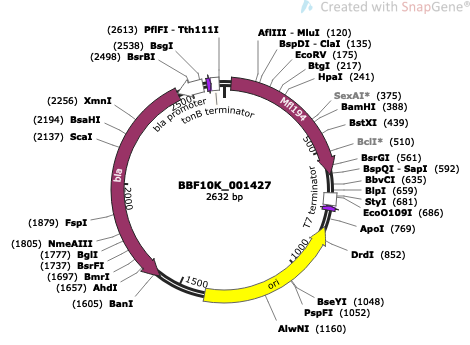 Created with SnapGene®
(2613) PflFI - Tth111I
(2538) BsgI
(2498) BsrBI
(2256) XmnI
(2194) BsaHI
(2137) ScaI
(1879) FspI
(1805) NmeAIII
(1777) BglI
(1737) BsrFI
(1697) BmrI
(1657) AhdI
(1605) BanI
AflIII - MluI (120)
BspDI - ClaI (135)
EcoRV (175)
BtgI (217)
HpaI (241)
SexAI* (375)
BamHI (388)
BstXI (439)
BclI* (510)
BsrGI (561)
BspQI - SapI (592)
BbvCI (635)
BlpI (659)
StyI (681)
EcoO109I (686)
ApoI (769)
DrdI (852)
BseYI (1048)
PspFI (1052)
AlwNI (1160)
bla promoter
tonB terminator
Mfl194
T7 terminator
ori
bla
500
1000
1500
2000
2500
BBF10K_001427
2632 bp